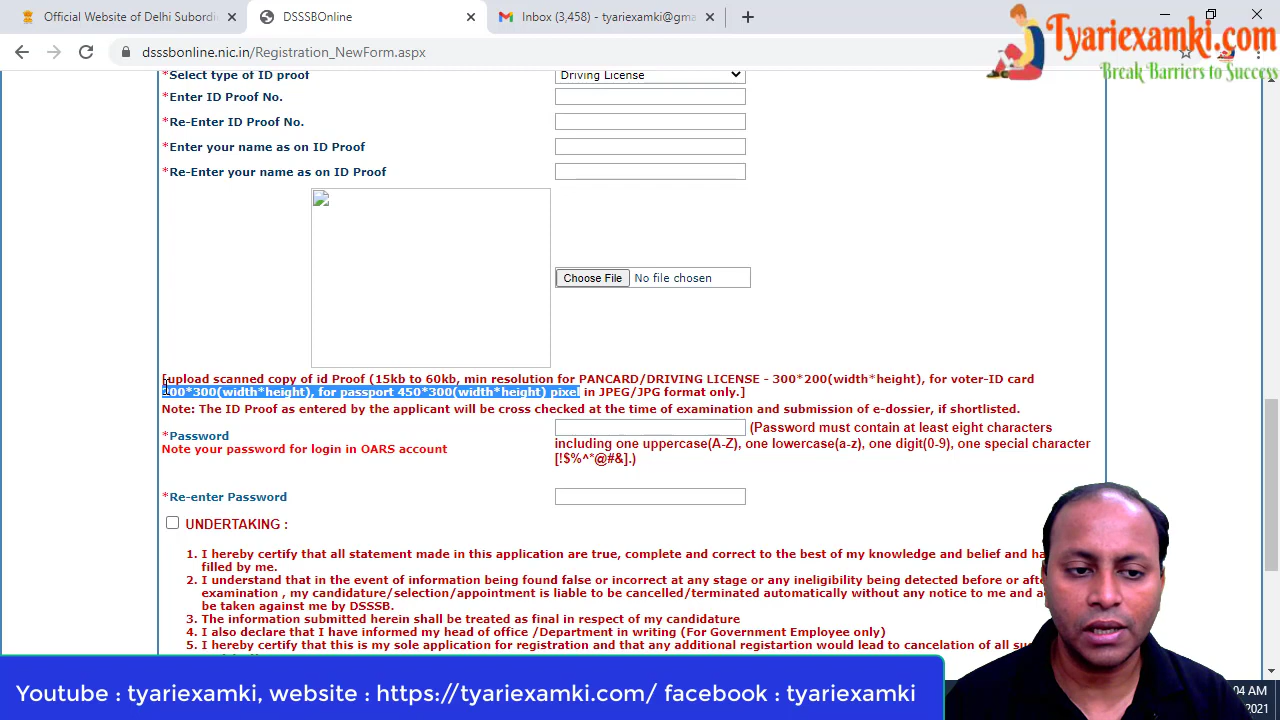 Official Website of Delhi Subordi
DSSSBOnline
Inbox (3,458) - tyariexamki@gma
dsssbonline.nic.in/Registration_NewForm.aspx
Tyariexamki.com
Break Barriers to Success
*Select type of ID proof
Driving License
*Enter ID Proof No.
*Re-Enter ID Proof No.
*Enter your name as on ID Proof
*Re-Enter your name as on ID Proof
Choose File No file chosen
[upload scanned copy of id Proof (15kb to 60kb, min resolution for PANCARD/DRIVING LICENSE - 300*200(width*height), for voter-ID card
200*300(width*height), for passport 450*300(width*height) pixel in JPEG/JPG format only.]
Note: The ID Proof as entered by the applicant will be cross checked at the time of examination and submission of e-dossier, if shortlisted.
*Password
Note your password for login in OARS account
(Password must contain at least eight characters
including one uppercase(A-Z), one lowercase(a-z), one digit(0-9), one special character
[!$%^*@#&].)
*Re-enter Password
UNDERTAKING :
1. I hereby certify that all statement made in this application are true, complete and correct to the best of my knowledge and belief and ha
filled by me.
2. I understand that in the event of information being found false or incorrect at any stage or any ineligibility being detected before or afte
examination , my candidature/selection/appointment is liable to be cancelled/terminated automatically without any notice to me and a
be taken against me by DSSSB.
3. The information submitted herein shall be treated as final in respect of my candidature
4. I also declare that I have informed my head of office /Department in writing (For Government Employee only)
5. I hereby certify that this is my sole application for registration and that any additional registartion would lead to cancelation of all su
Youtube : tyariexamki, website : https://tyariexamki.com/ facebook : tyariexamki
04 AM
2021